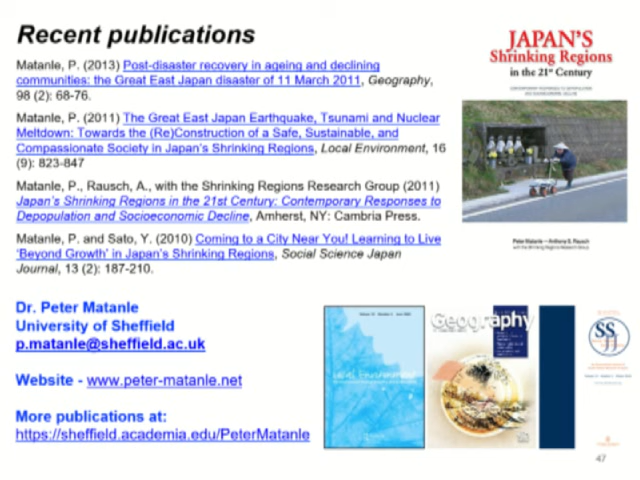 Recent publications
Matanle, P. (2013) Post-disaster recovery in ageing and declining
communities: the Great East Japan disaster of 11 March 2011, Geography,
98 (2): 68-76.
Matanle, P. (2011) The Great East Japan Earthquake, Tsunami and Nuclear
Meltdown: Towards the (Re)Construction of a Safe, Sustainable, and
Compassionate Society in Japan's Shrinking Regions, Local Environment, 16
(9): 823-847
Matanle, P., Rausch, A., with the Shrinking Regions Research Group (2011)
Japan's Shrinking Regions in the 21st Century: Contemporary Responses to
Depopulation and Socioeconomic Decline, Amherst, NY: Cambria Press.
Matanle, P. and Sato, Y. (2010) Coming to a City Near You! Learning to Live
'Beyond Growth' in Japan's Shrinking Regions, Social Science Japan
Journal, 13 (2): 187-210.
JAPAN'S
Shrinking Regions
in the 21st Century
Peter Matanle – Anthony S. Rausch
with the Shrinking Regions Research Group
Dr. Peter Matanle
University of Sheffield
p.matanle@sheffield.ac.uk
Website - www.peter-matanle.net
More publications at:
https://sheffield.academia.edu/PeterMatanle
Local Environment
Geography
SS
47